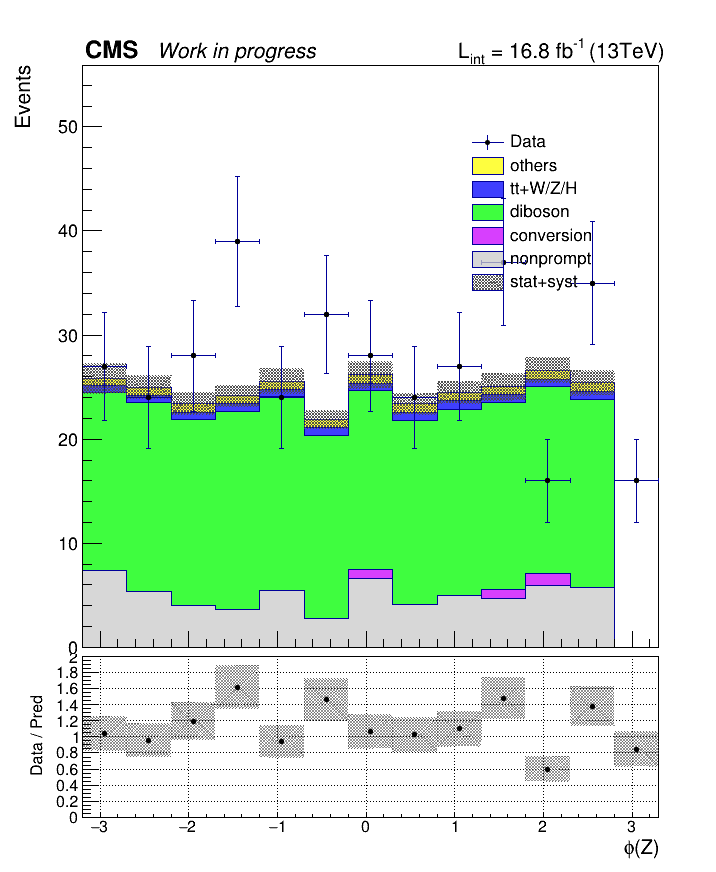 CMS Work in progress L_int = 16.8 fb⁻¹ (13TeV)
Events
50
40
30
20
10
0
Data
others
tt+W/Z/H
diboson
conversion
nonprompt
stat+syst
Data / Pred
2
1.8
1.6
1.4
1.2
1
0.8
0.6
0.4
0.2
0
−3 −2 −1 0 1 2 3
ϕ(Z)